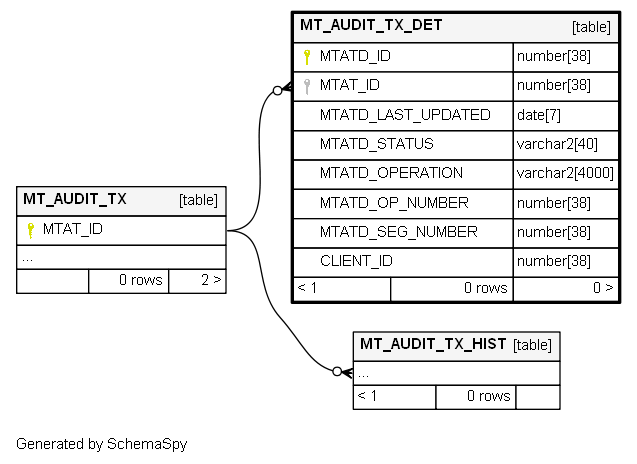 MT_AUDIT_TX_DET [table]
MTATD_ID number[38]
MTAT_ID number[38]
MTATD_LAST_UPDATED date[7]
MTATD_STATUS varchar2[40]
MTATD_OPERATION varchar2[4000]
MTATD_OP_NUMBER number[38]
MTATD_SEG_NUMBER number[38]
CLIENT_ID number[38]
< 1 0 rows 0 >
MT_AUDIT_TX [table]
MTAT_ID
...
0 rows 2 >
MT_AUDIT_TX_HIST [table]
...
< 1 0 rows
Generated by SchemaSpy